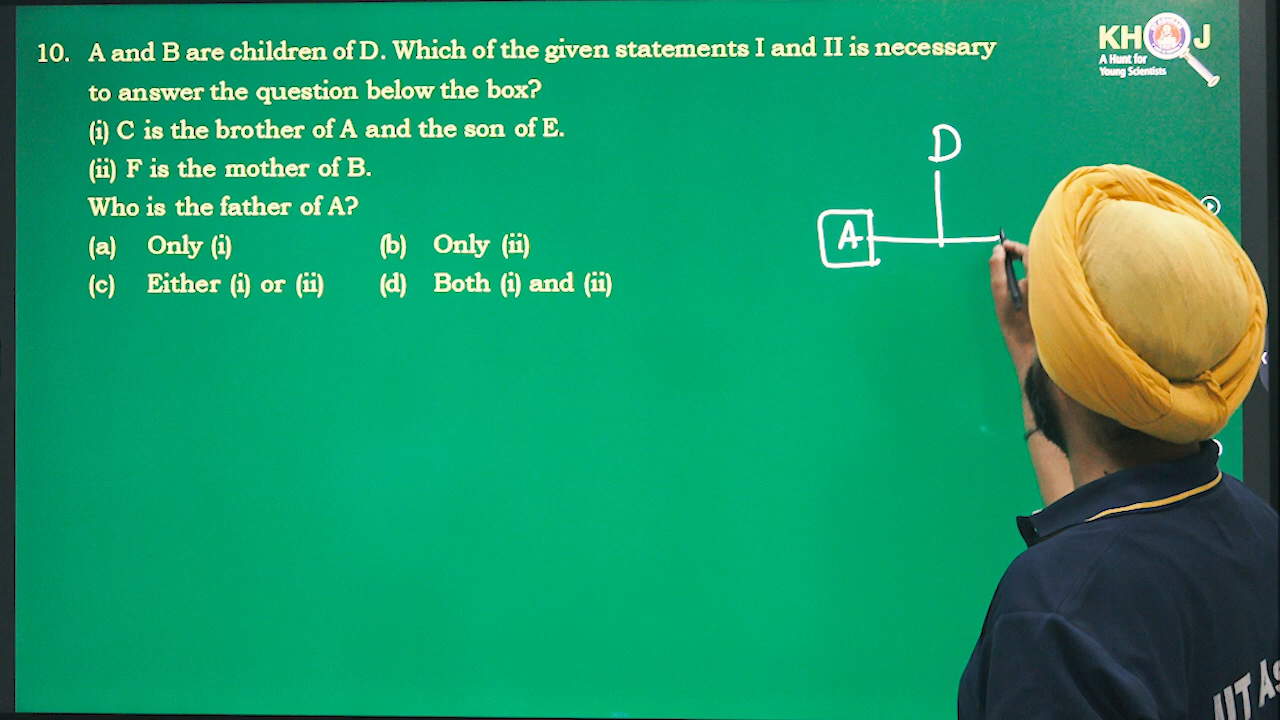 10. A and B are children of D. Which of the given statements I and II is necessary
to answer the question below the box?
(i) C is the brother of A and the son of E.
(ii) F is the mother of B.
Who is the father of A?
(a) Only (i) (b) Only (ii)
(c) Either (i) or (ii) (d) Both (i) and (ii)
KHOJ
A Hunt for
Young Scientists
D
A